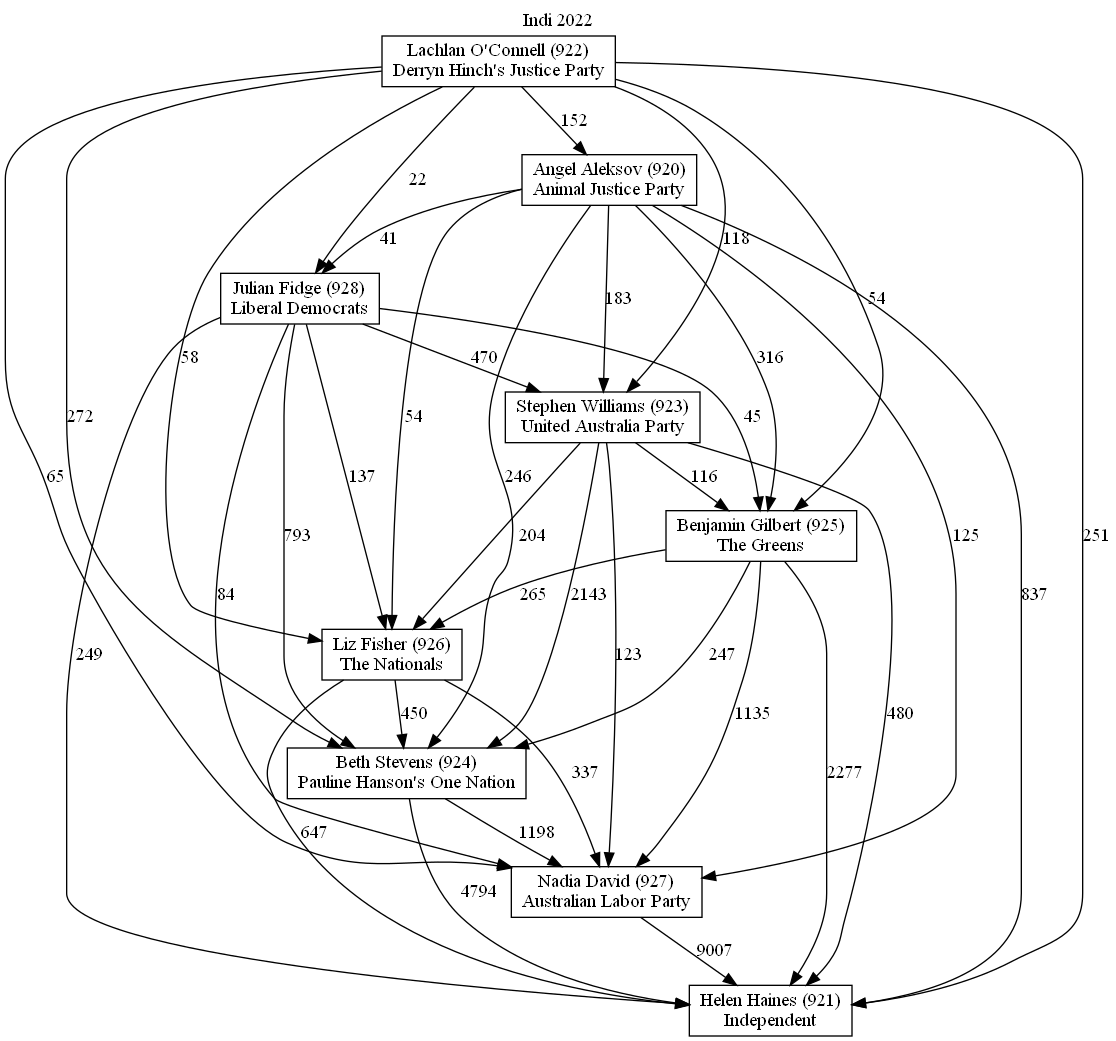 Indi 2022
Lachlan O'Connell (922)
Derryn Hinch's Justice Party
152
Angel Aleksov (920)
Animal Justice Party
22
41
118
Julian Fidge (928)
Liberal Democrats
183
54
58
470
316
Stephen Williams (923)
United Australia Party
272
54
45
65
137
246
116
Benjamin Gilbert (925)
The Greens
793
204
125
251
84
265
2143
837
Liz Fisher (926)
The Nationals
249
123
247
450
1135
480
Beth Stevens (924)
Pauline Hanson's One Nation
337
2277
647
1198
Nadia David (927)
Australian Labor Party
4794
9007
Helen Haines (921)
Independent